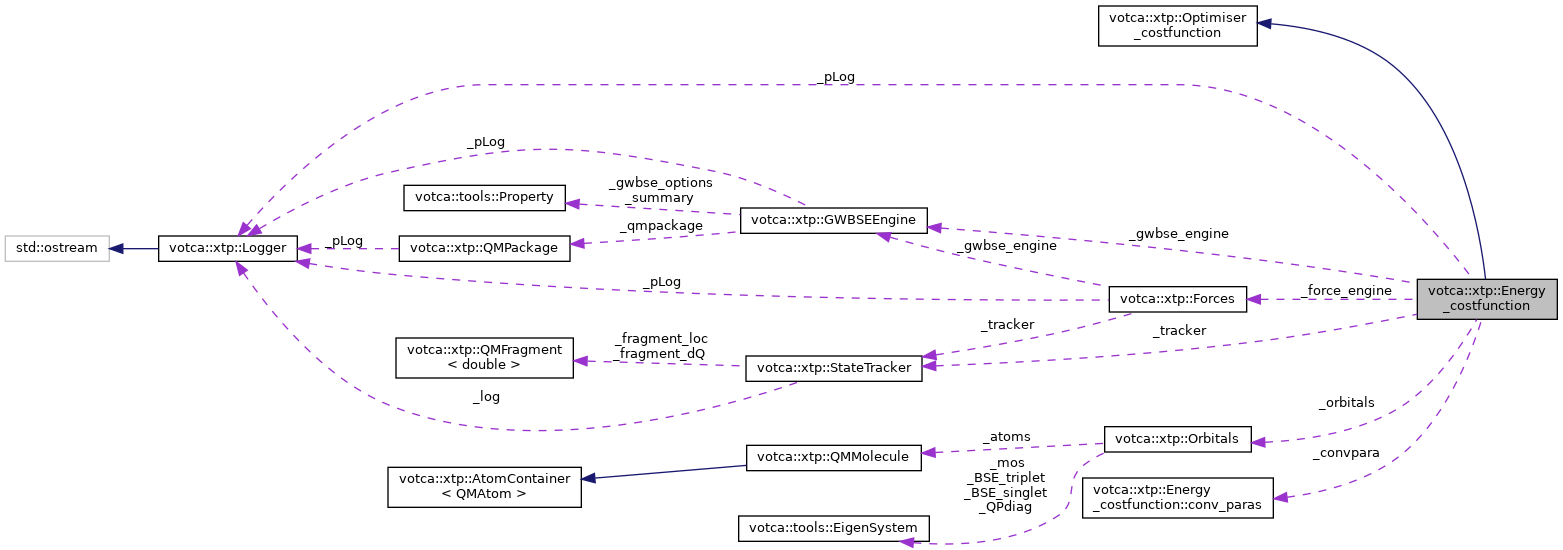 votca::xtp::Optimiser
_costfunction
_pLog
_pLog
votca::tools::Property
_gwbse_options
_summary
votca::xtp::GWBSEEngine
_gwbse_engine
std::ostream
votca::xtp::Logger
_pLog
votca::xtp::QMPackage
_qmpackage
_gwbse_engine
_pLog
votca::xtp::Forces
_force_engine
votca::xtp::Energy
_costfunction
_tracker
_tracker
votca::xtp::QMFragment
< double >
_fragment_loc
_fragment_dQ
votca::xtp::StateTracker
_log
_orbitals
_atoms
votca::xtp::Orbitals
_convpara
votca::xtp::QMMolecule
votca::xtp::AtomContainer
< QMAtom >
_mos
_BSE_triplet
_BSE_singlet
_QPdiag
votca::xtp::Energy
_costfunction::conv_paras
votca::tools::EigenSystem